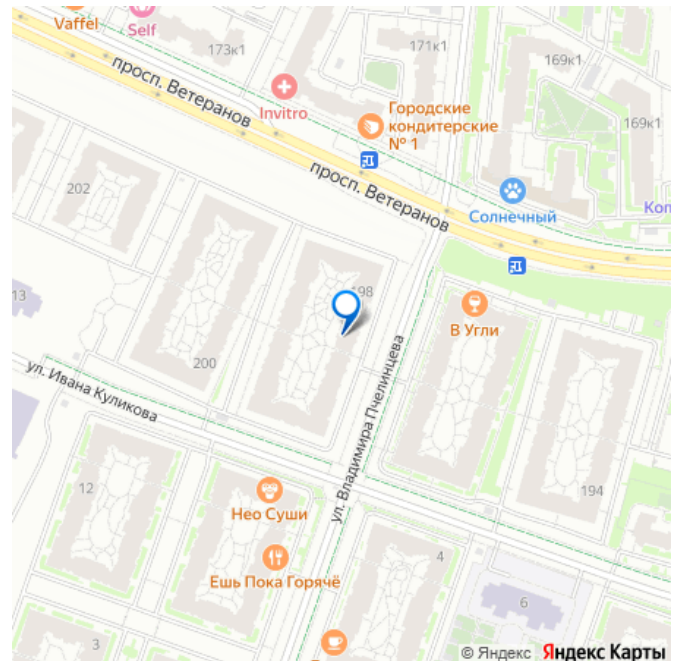 Vaffel
Self
173к1
171к1
169к1
просп. Ветеранов
Invitro
Городские
кондитерские
№ 1
169к1
просп. Ветеранов
202
Солнечный
198
13
В Угли
200
ул. Ивана Куликова
ул. Владимира Пчелинцева
12
Нео Суши
194
Ешь Пока Горячё
4
6
3
© Яндекс Яндекс Карты